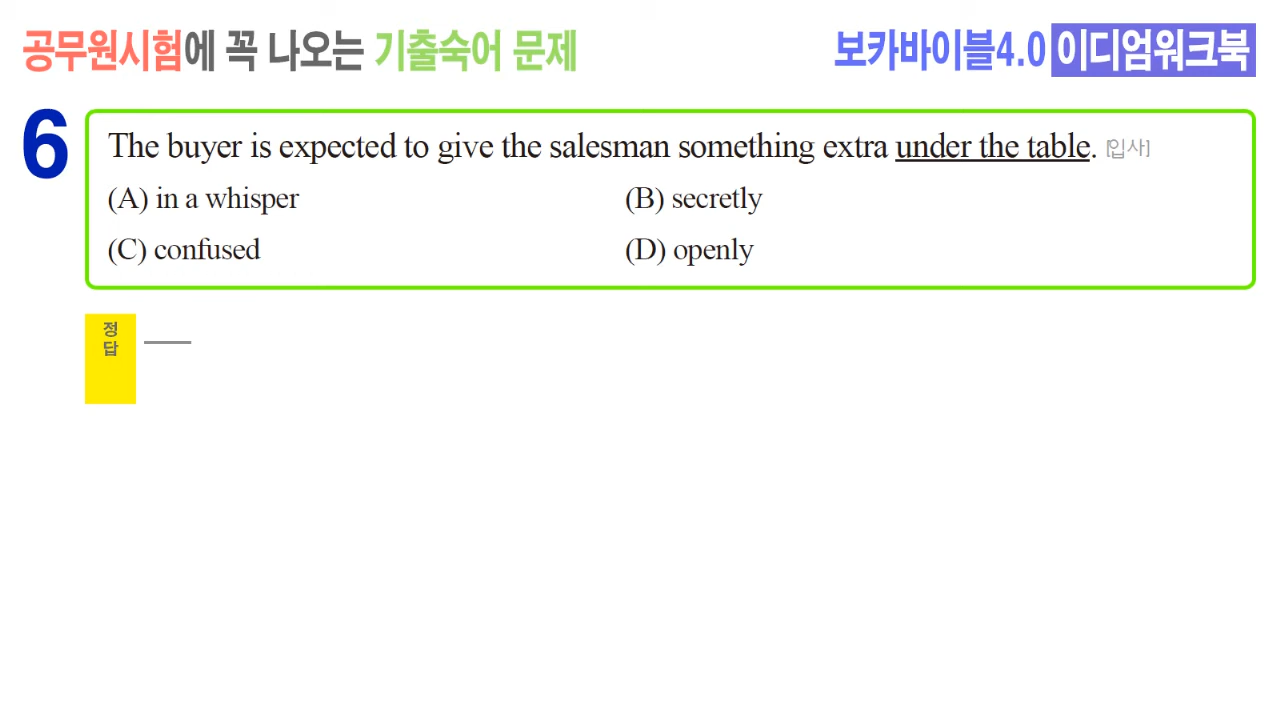 공무원시험에 꼭 나오는 기출숙어 문제
보카바이블4.0 이디엄워크북
6
The buyer is expected to give the salesman something extra under the table. [입사]
(A) in a whisper (B) secretly
(C) confused (D) openly
정
답